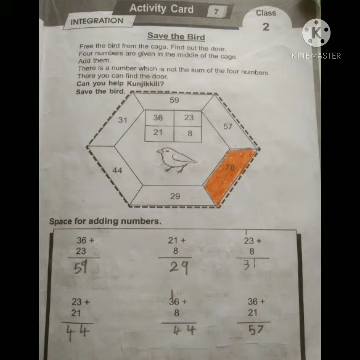 Activity Card 7
INTEGRATION
Class
2
K
KINEMASTER
Save the Bird
Free the bird from the cage. Find out the door.
Four numbers are given in the middle of the cage.
Add them.
There is a number which is not the sum of the four numbers.
There you can find the door.
Can you help Kunjikkili?
Save the bird.
59
31
36 23
57
21 8
44
76
29
Space for adding numbers.
36 + 21 + 23 +
23 8 8
59 29 31
23 + 36 + 36 +
21 8 21
44 44 57